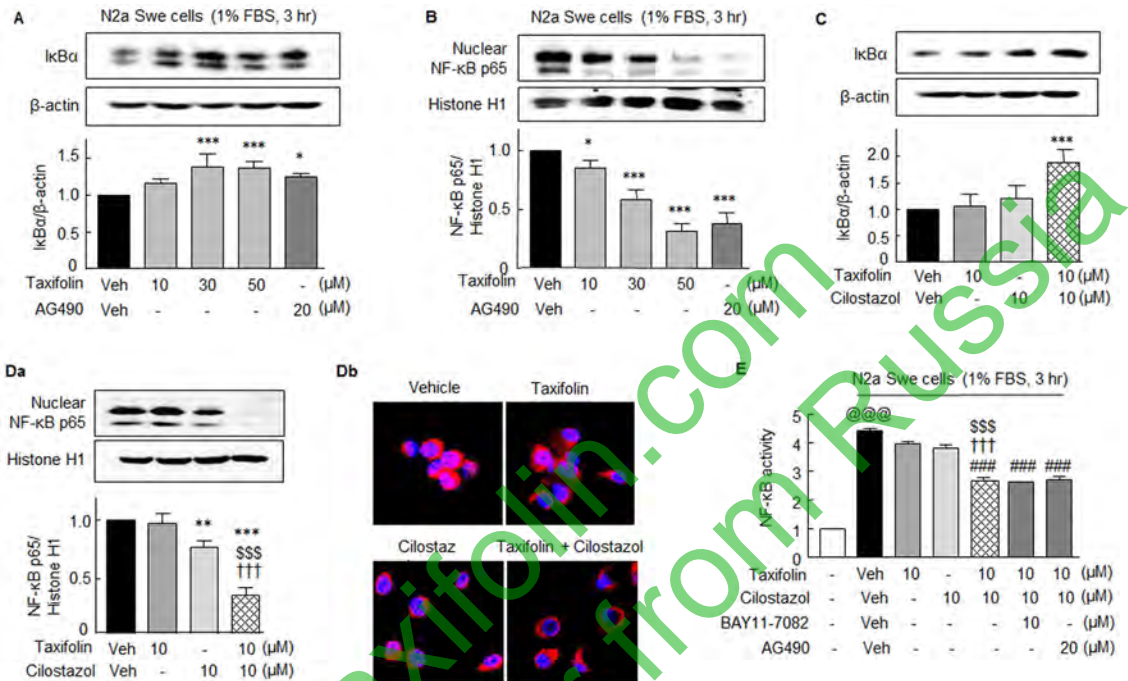 A
N2a Swe cells (1% FBS, 3 hr)
IκBα
β-actin
IκBα/β-actin
1.5
1.0
0.5
0
***
***
*
Taxifolin Veh 10 30 50 - (μM)
AG490 Veh - - - 20 (μM)
B
N2a Swe cells (1% FBS, 3 hr)
Nuclear
NF-κB p65
Histone H1
NF-κB p65/
Histone H1
1.0
0.5
0
*
***
***
***
Taxifolin Veh 10 30 50 - (μM)
AG490 Veh - - - 20 (μM)
C
IκBα
β-actin
IκBα/β-actin
2.0
1.5
1.0
0.5
0
***
Taxifolin Veh 10 - 10 (μM)
Cilostazol Veh - 10 10 (μM)
Da
Nuclear
NF-κB p65
Histone H1
NF-κB p65/
Histone H1
1.0
0.5
0
**
***
$$$
†††
Taxifolin Veh 10 - 10 (μM)
Cilostazol Veh - 10 10 (μM)
Db
Vehicle Taxifolin
Cilostaz Taxifolin + Cilostazol
E
N2a Swe cells (1% FBS, 3 hr)
NF-κB activity
5
4
3
2
1
0
@@@
$$$
†††
### ### ###
Taxifolin - Veh 10 - 10 10 10 (μM)
Cilostazol - Veh - 10 10 10 10 (μM)
BAY11-7082 - Veh - - - 10 - (μM)
AG490 - Veh - - - - 20 (μM)
axifolin.com
from Russia